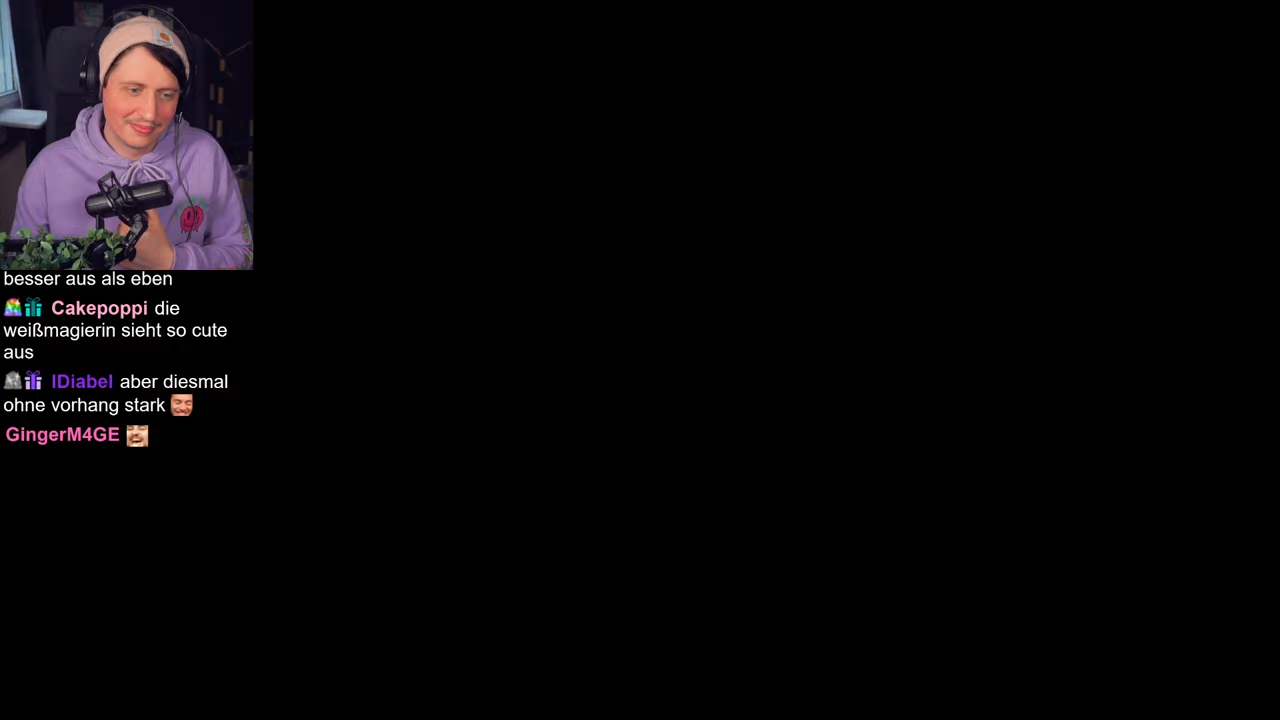 besser aus als eben
Cakepoppi die
weißmagierin sieht so cute
aus
IDiabel aber diesmal
ohne vorhang stark
GingerM4GE